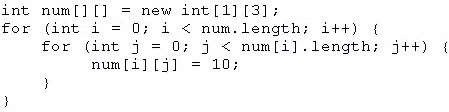 int num[][] = new int[1][3];
for (int i = 0; i < num.length; i++) {
    for (int j = 0; j < num[i].length; j++) {
        num[i][j] = 10;
    }
}